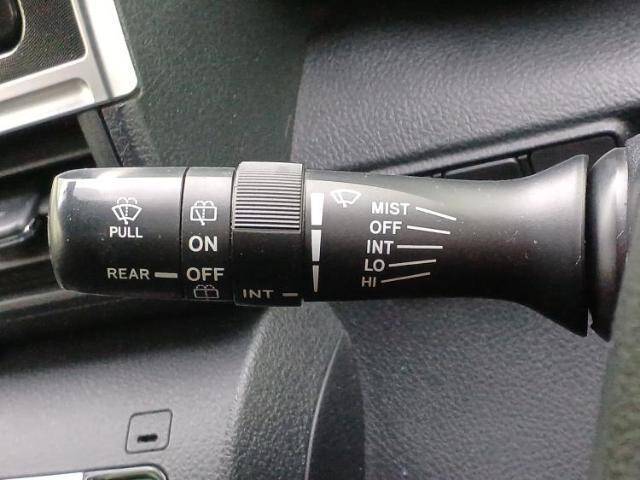 PULL
REAR
ON
OFF
INT
MIST
OFF
INT
LO
HI